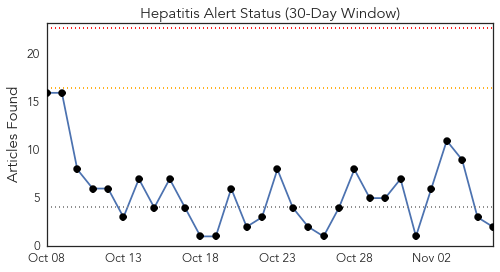 Hepatitis Alert Status (30-Day Window)
Articles Found
20
15
10
5
0
Oct 08 Oct 13 Oct 18 Oct 23 Oct 28 Nov 02